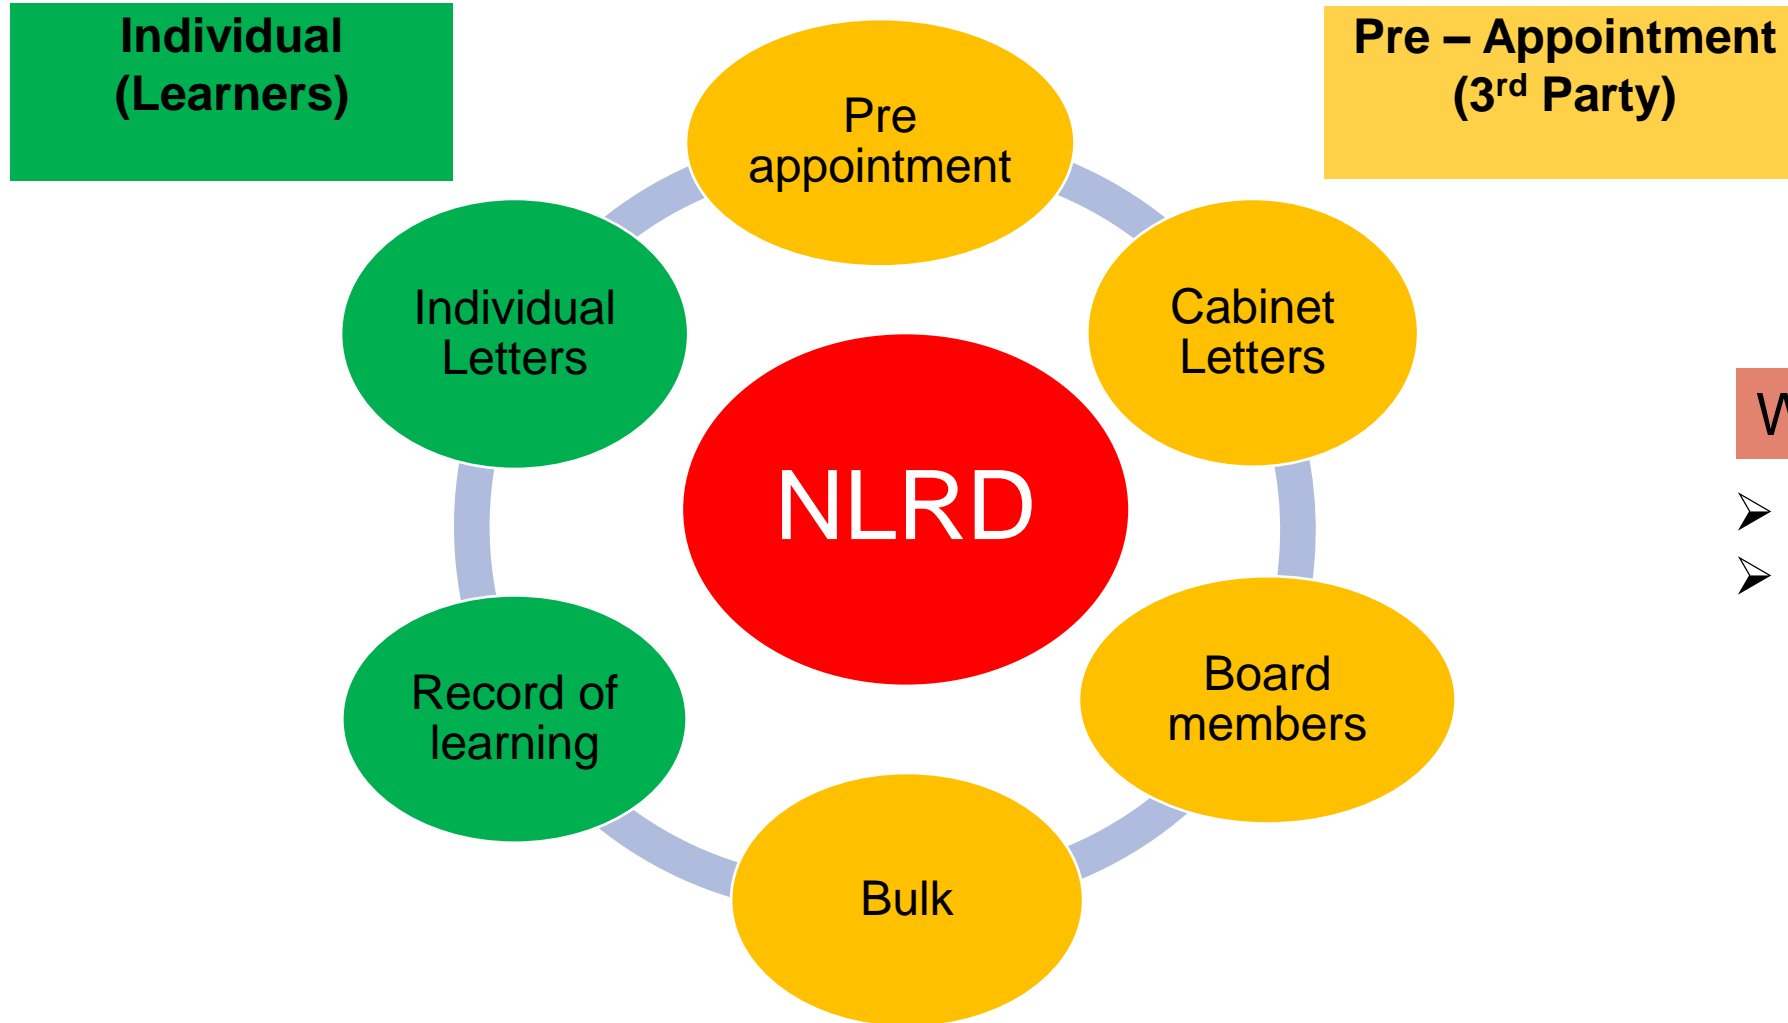 Individual
(Learners)
Pre – Appointment
(3rd Party)
Pre
appointment
Individual
Letters
Cabinet
Letters
NLRD
W
Record of
learning
Board
members
Bulk